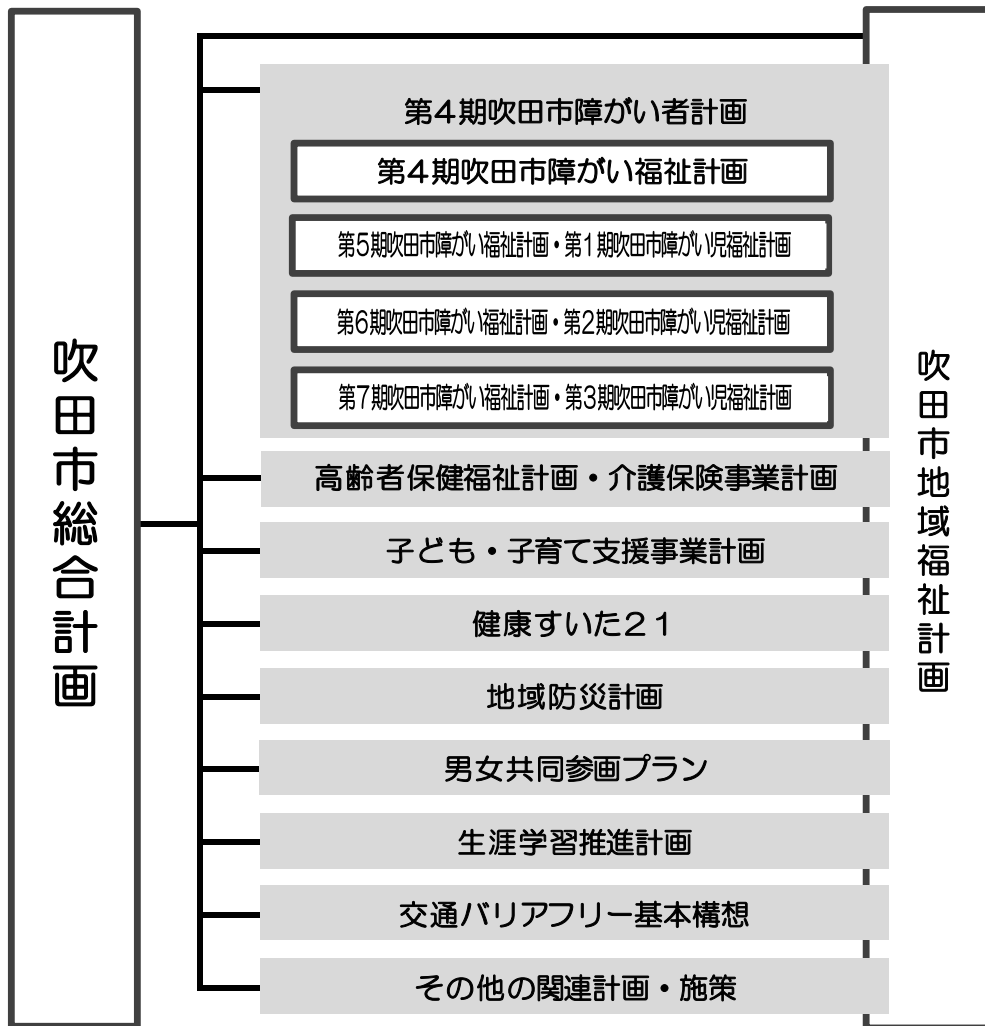 吹田市総合計画
第4期吹田市障がい者計画
第4期吹田市障がい福祉計画
第5期吹田市障がい福祉計画・第1期吹田市障がい児福祉計画
第6期吹田市障がい福祉計画・第2期吹田市障がい児福祉計画
第7期吹田市障がい福祉計画・第3期吹田市障がい児福祉計画
高齢者保健福祉計画・介護保険事業計画
子ども・子育て支援事業計画
健康すいた２１
地域防災計画
男女共同参画プラン
生涯学習推進計画
交通バリアフリー基本構想
その他の関連計画・施策
吹田市地域福祉計画